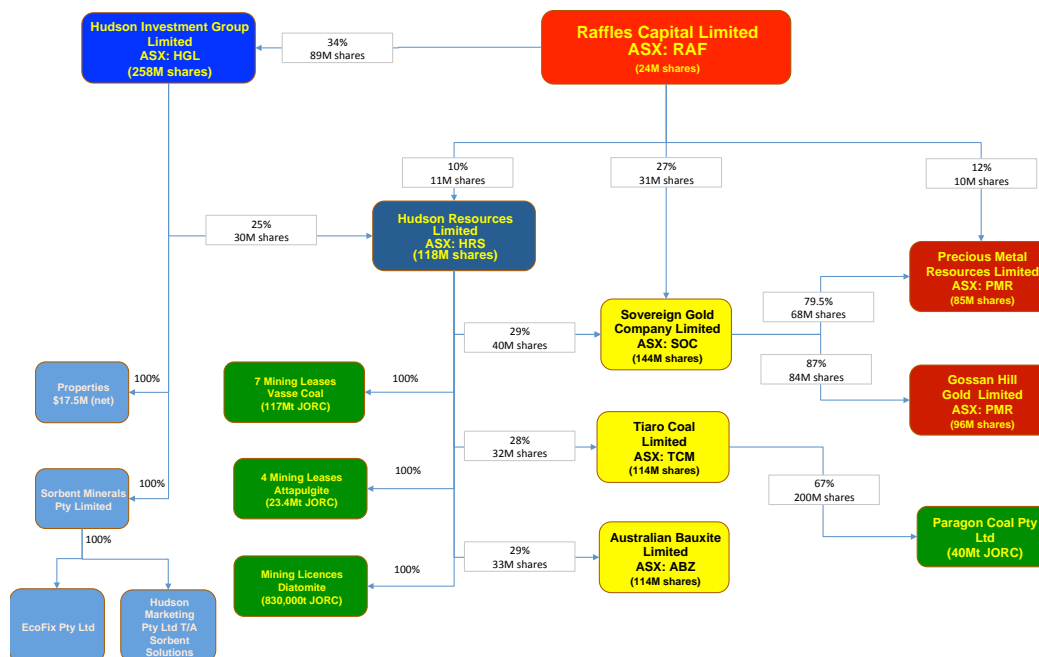 Hudson Investment Group
Limited
ASX: HGL
(258M shares)
34%
89M shares
Raffles Capital Limited
ASX: RAF
(24M shares)
10%
11M shares
27%
31M shares
12%
10M shares
25%
30M shares
Hudson Resources
Limited
ASX: HRS
(118M shares)
Precious Metal
Resources Limited
ASX: PMR
(85M shares)
79.5%
68M shares
29%
40M shares
Sovereign Gold
Company Limited
ASX: SOC
(144M shares)
87%
84M shares
Gossan Hill
Gold Limited
ASX: PMR
(96M shares)
Properties
$17.5M (net)
100%
7 Mining Leases
Vasse Coal
(117Mt JORC)
100%
28%
32M shares
Tiaro Coal
Limited
ASX: TCM
(114M shares)
67%
200M shares
Sorbent Minerals
Pty Limited
100%
4 Mining Leases
Attapulgite
(23.4Mt JORC)
100%
Paragon Coal Pty
Ltd
(40Mt JORC)
100%
29%
33M shares
Australian Bauxite
Limited
ASX: ABZ
(114M shares)
Mining Licences
Diatomite
(830,000t JORC)
100%
EcoFix Pty Ltd
Hudson
Marketing
Pty Ltd T/A
Sorbent
Solutions